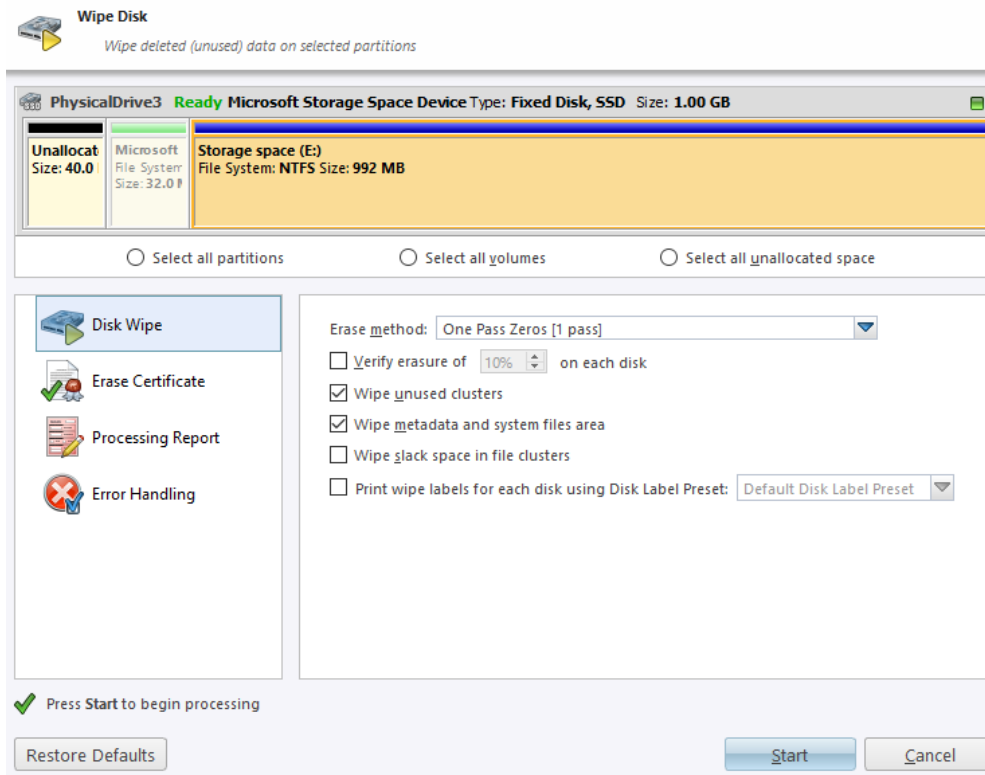 Wipe Disk
Wipe deleted (unused) data on selected partitions
PhysicalDrive3 Ready Microsoft Storage Space Device Type: Fixed Disk, SSD Size: 1.00 GB
Unallocat
Size: 40.0
Microsoft
File System
Size: 32.0 M
Storage space (E:)
File System: NTFS Size: 992 MB
Select all partitions Select all volumes Select all unallocated space
Disk Wipe
Erase Certificate
Processing Report
Error Handling
Erase method: One Pass Zeros [1 pass]
Verify erasure of 10% on each disk
Wipe unused clusters
Wipe metadata and system files area
Wipe slack space in file clusters
Print wipe labels for each disk using Disk Label Preset: Default Disk Label Preset
Press Start to begin processing
Restore Defaults Start Cancel